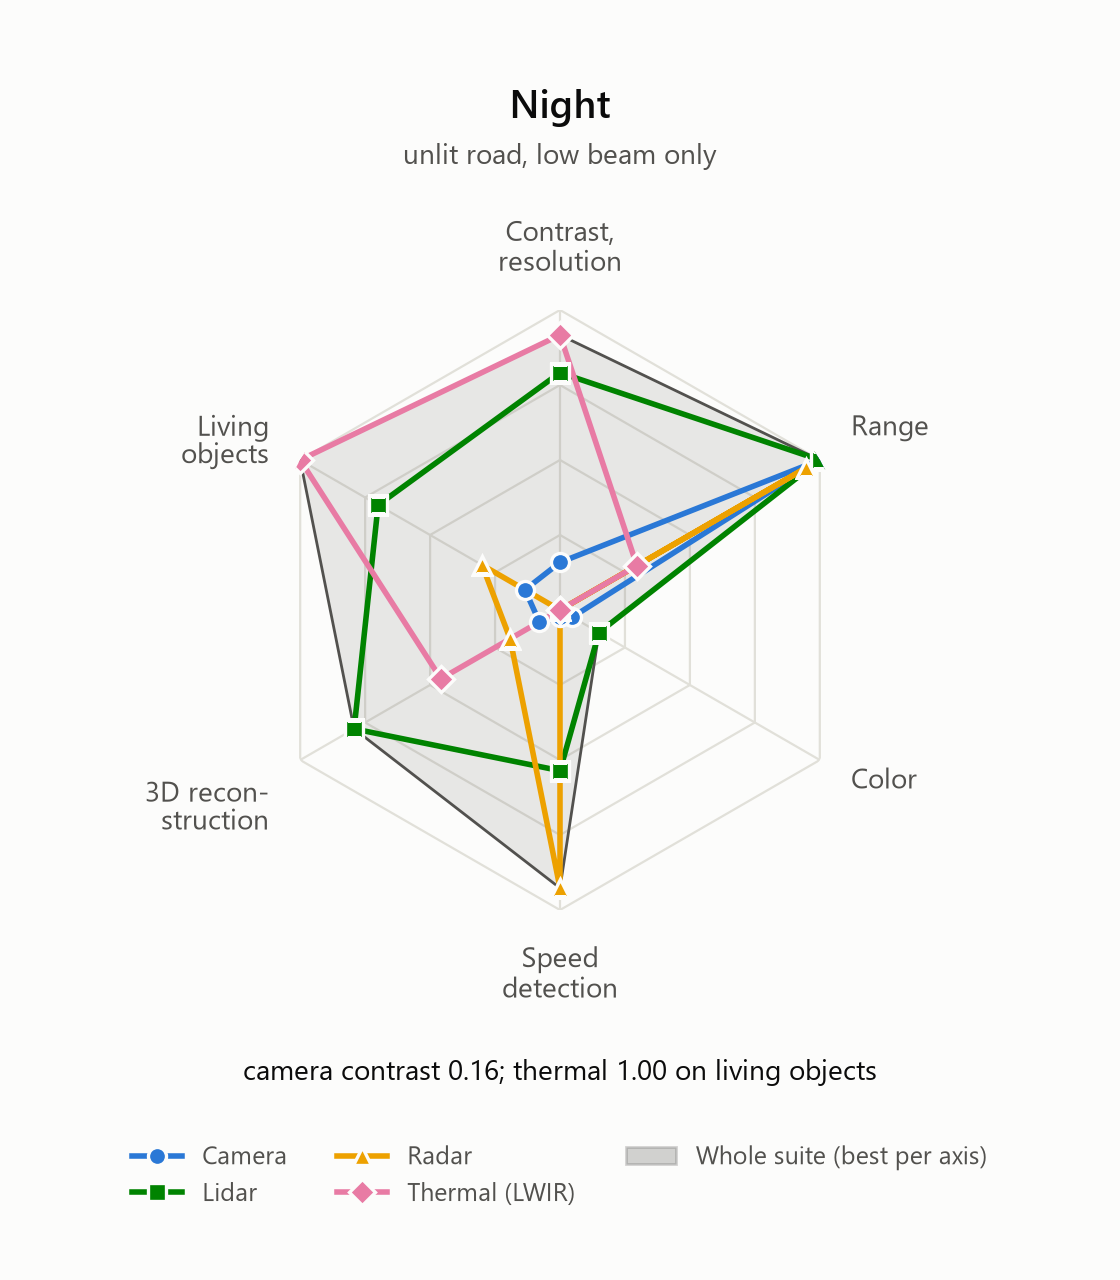 Night
unlit road, low beam only
Contrast,
resolution
Living
objects
Range
3D recon-
struction
Color
Speed
detection
camera contrast 0.16; thermal 1.00 on living objects
Camera
Radar
Whole suite (best per axis)
Lidar
Thermal (LWIR)